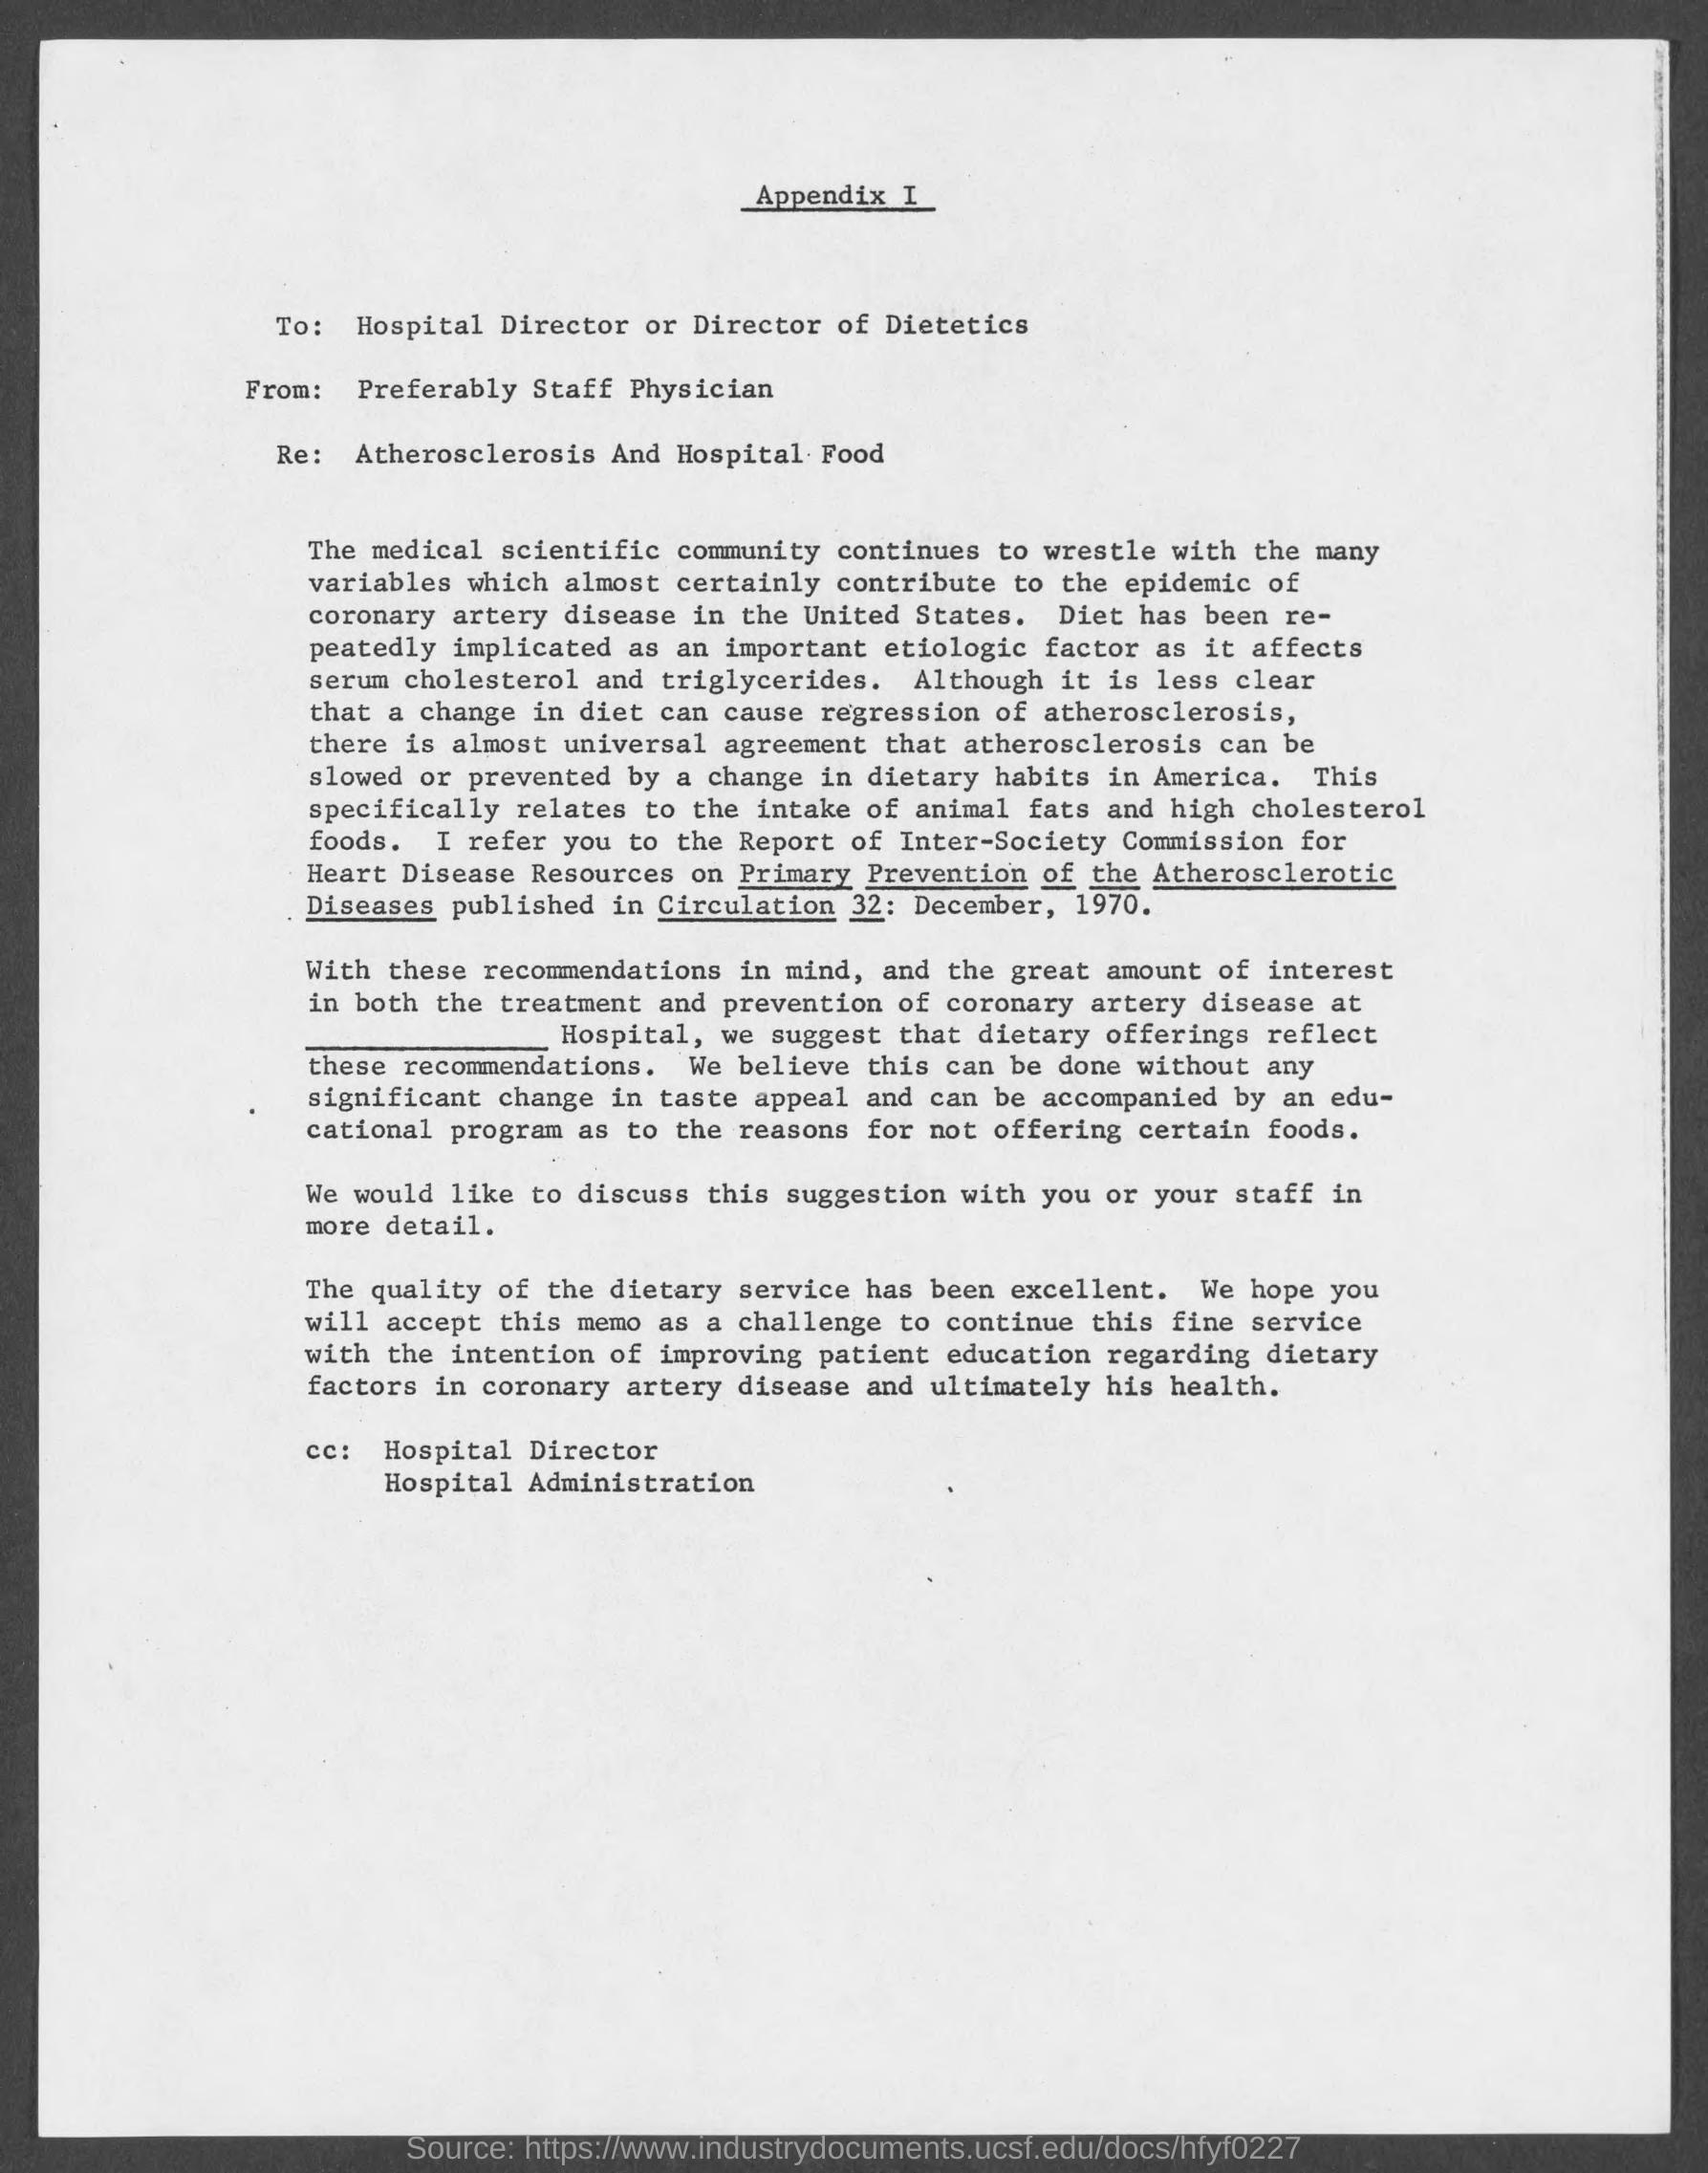 Appendix I
To: Hospital Director or Director of Dietetics
From: Preferably Staff Physician
Re: Atherosclerosis And Hospital Food
The medical scientific community continues to wrestle with the many
variables which almost certainly contribute to the epidemic of
coronary artery disease in the United States. Diet has been re-
peatedly implicated as an important etiologic factor as it affects
serum cholesterol and triglycerides. Although it is less clear
that a change in diet can cause regression of atherosclerosis,
there is almost universal agreement that atherosclerosis can be
slowed or prevented by a change in dietary habits in America. This
specifically relates to the intake of animal fats and high cholesterol
foods. I refer you to the Report of Inter-Society Commission for
Heart Disease Resources on Primary Prevention of the Atherosclerotic
Diseases published in Circulation 32: December, 1970.
With these recommendations in mind, and the great amount of interest
in both the treatment and prevention of coronary artery disease at
_______________ Hospital, we suggest that dietary offerings reflect
these recommendations. We believe this can be done without any
significant change in taste appeal and can be accompanied by an edu-
cational program as to the reasons for not offering certain foods.
We would like to discuss this suggestion with you or your staff in
more detail.
The quality of the dietary service has been excellent. We hope you
will accept this memo as a challenge to continue this fine service
with the intention of improving patient education regarding dietary
factors in coronary artery disease and ultimately his health.
cc: Hospital Director
Hospital Administration
Source: https://www.industrydocuments.ucsf.edu/docs/hfyf0227